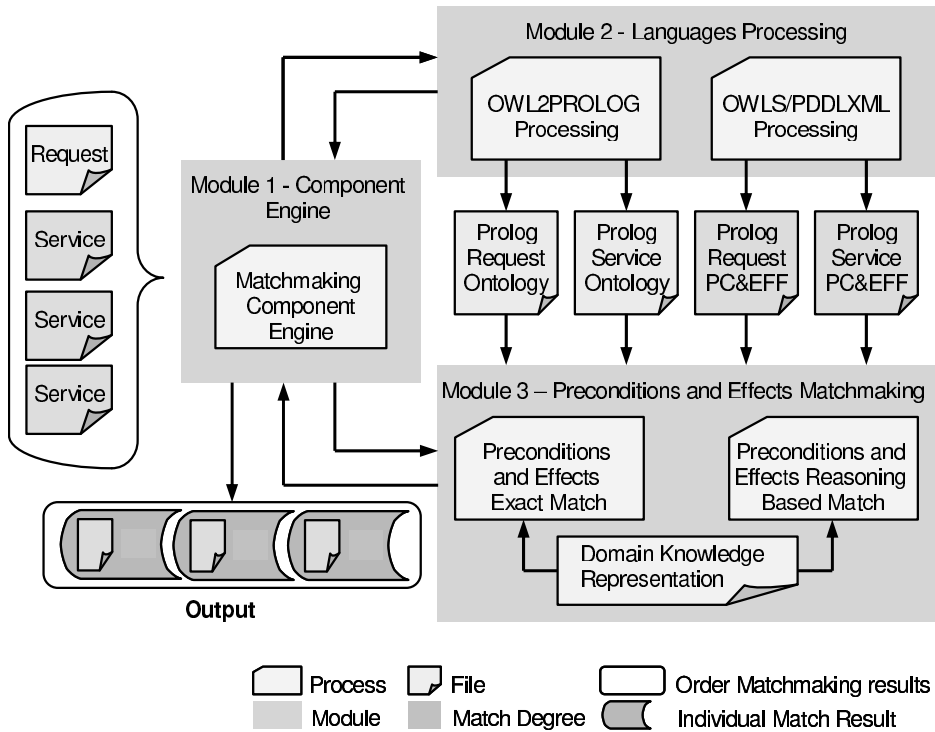 Module 2 - Languages Processing
OWL2PROLOG
Processing
OWLS/PDDLXML
Processing
Request
Service
Service
Service
Module 1 - Component
Engine
Matchmaking
Component
Engine
Prolog
Request
Ontology
Prolog
Service
Ontology
Prolog
Request
PC&EFF
Prolog
Service
PC&EFF
Module 3 – Preconditions and Effects Matchmaking
Preconditions
and Effects
Exact Match
Preconditions and
Effects Reasoning
Based Match
Domain Knowledge
Representation
Output
Process
File
Order Matchmaking results
Module
Match Degree
Individual Match Result